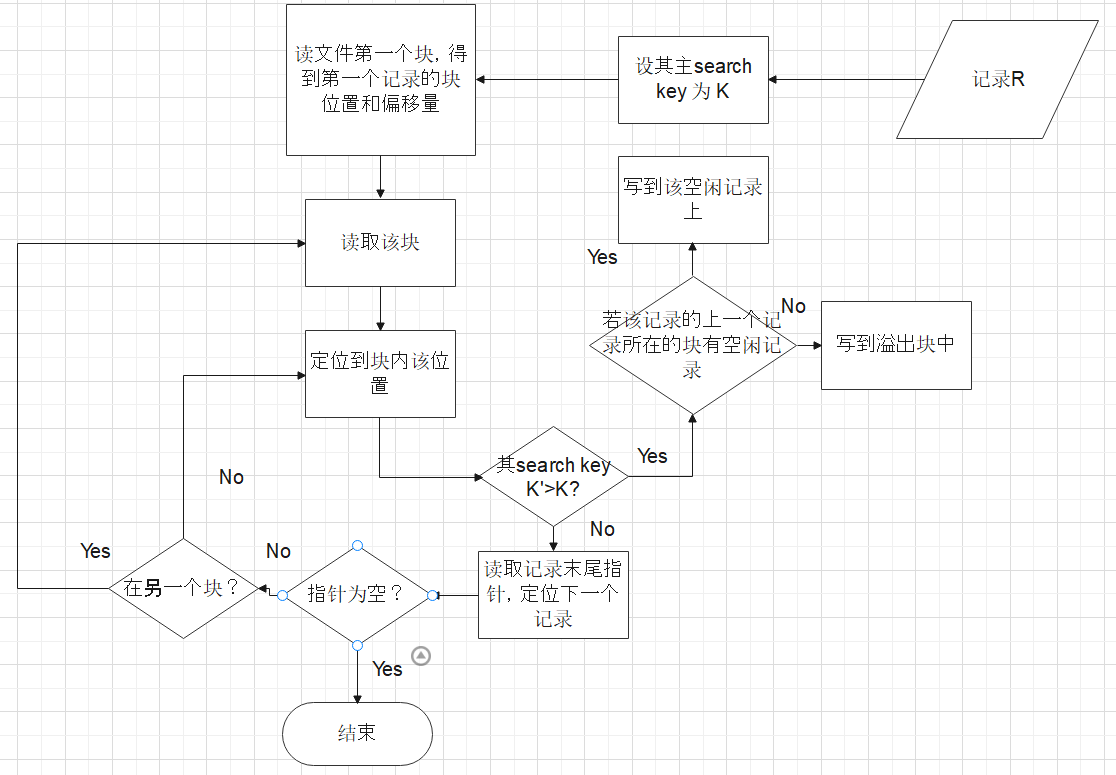 读文件第一个块，得
到第一个记录的块
位置和偏移量
设其主search
key 为 K
记录R
读取该块
写到该空闲记录
上
Yes
若该记录的上一个记
录所在的块有空闲记
录
No
写到溢出块中
定位到块内该位
置
其search key
K'>K?
Yes
No
No
读取记录末尾指
针，定位下一个
记录
指针为空？
No
在另一个块？
Yes
Yes
结束